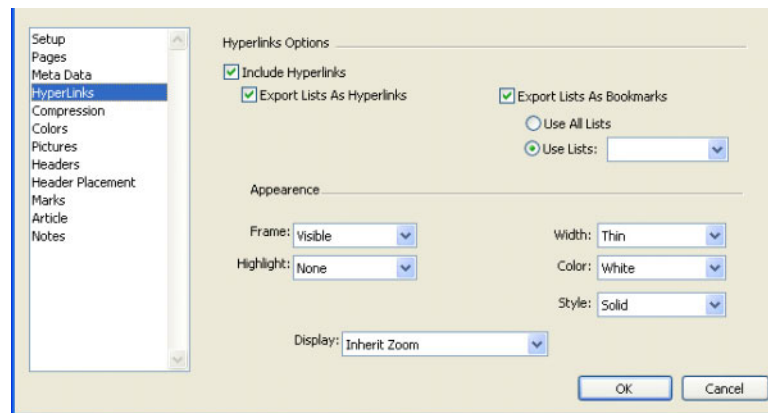 Setup
Pages
Meta Data
HyperLinks
Compression
Colors
Pictures
Headers
Header Placement
Marks
Article
Notes
Hyperlinks Options
Include Hyperlinks
Export Lists As Hyperlinks
Export Lists As Bookmarks
Use All Lists
Use Lists:
Appearence
Frame: Visible
Width: Thin
Highlight: None
Color: White
Style: Solid
Display: Inherit Zoom
OK
Cancel